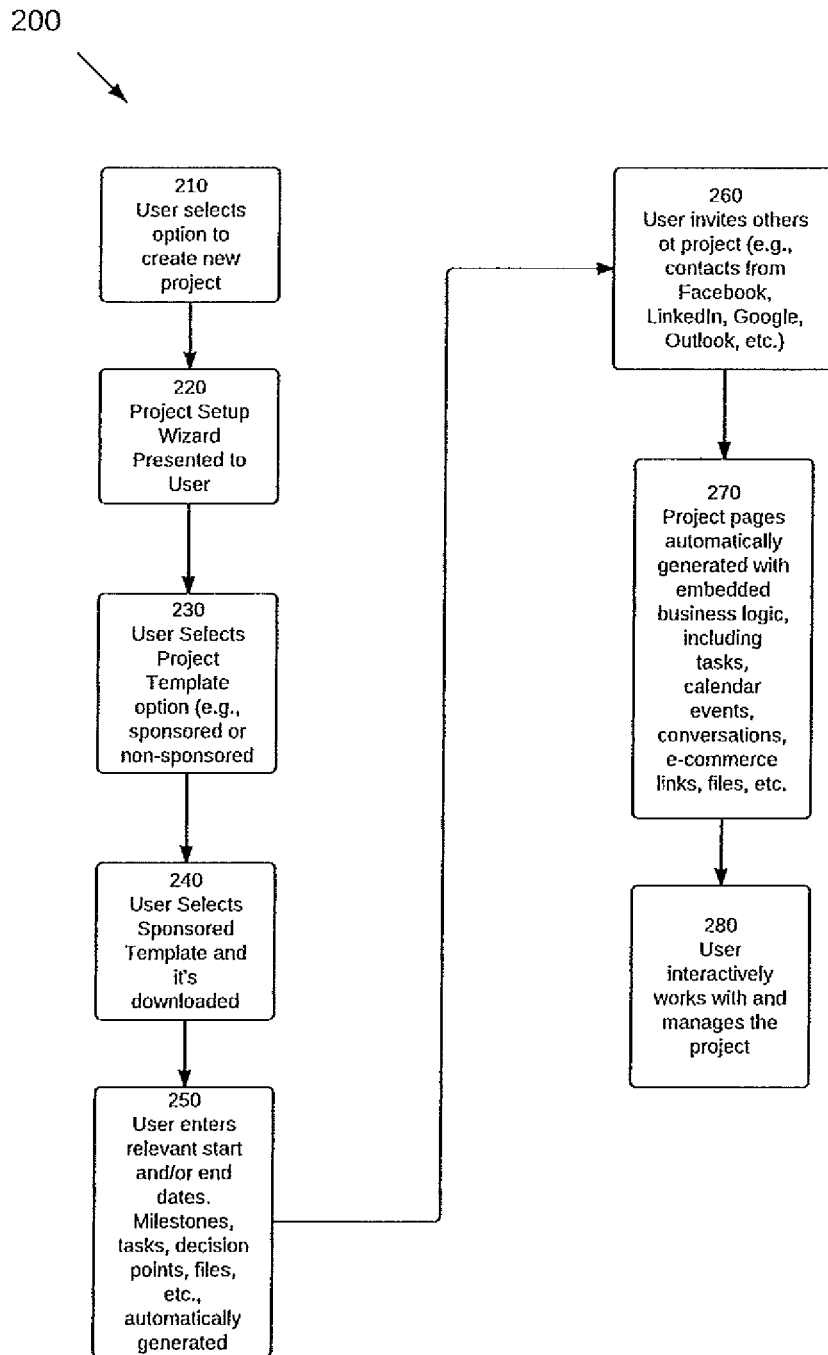 200
210
User selects
option to
create new
project
220
Project Setup
Wizard
Presented to
User
230
User Selects
Project
Template
option (e.g.,
sponsored or
non-sponsored
240
User Selects
Sponsored
Template and
it's
downloaded
250
User enters
relevant start
and/or end
dates.
Milestones,
tasks, decision
points, files,
etc.,
automatically
generated
260
User invites others
ot project (e.g.,
contacts from
Facebook,
LinkedIn, Google,
Outlook, etc.)
270
Project pages
automatically
generated with
embedded
business logic,
including
tasks,
calendar
events,
conversations,
e-commerce
links, files, etc.
280
User
interactively
works with and
manages the
project